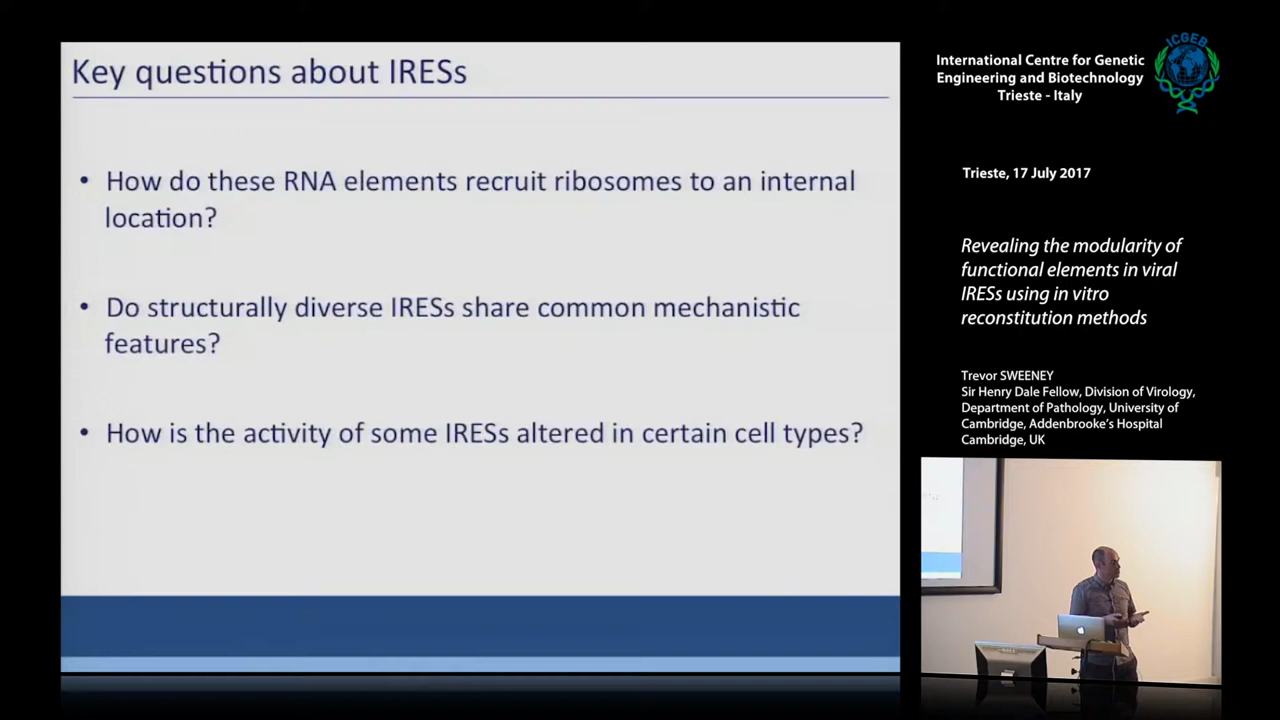 Key questions about IRESs
• How do these RNA elements recruit ribosomes to an internal
location?
• Do structurally diverse IRESs share common mechanistic
features?
• How is the activity of some IRESs altered in certain cell types?
International Centre for Genetic
Engineering and Biotechnology
Trieste - Italy
ICGEB
Trieste, 17 July 2017
Revealing the modularity of
functional elements in viral
IRESs using in vitro
reconstitution methods
Trevor SWEENEY
Sir Henry Dale Fellow, Division of Virology,
Department of Pathology, University of
Cambridge, Addenbrooke's Hospital
Cambridge, UK